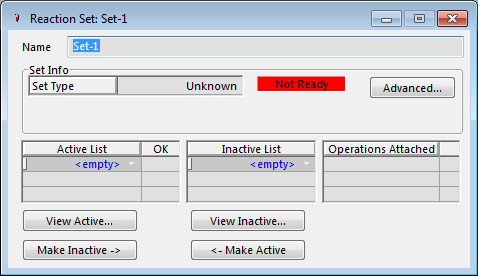 Reaction Set: Set-1
Name Set-1
Set Info
Set Type Unknown Not Ready Advanced...
Active List OK Inactive List Operations Attached
<empty> <empty>
View Active... View Inactive...
Make Inactive -> <- Make Active